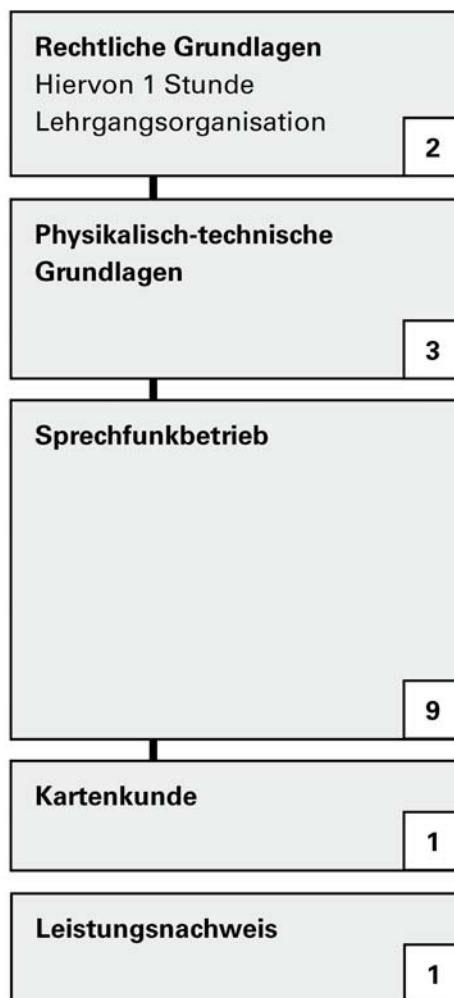 Rechtliche Grundlagen
Hiervon 1 Stunde
Lehrgangsorganisation
2
Physikalisch-technische
Grundlagen
3
Sprechfunkbetrieb
9
Kartenkunde
1
Leistungsnachweis
1